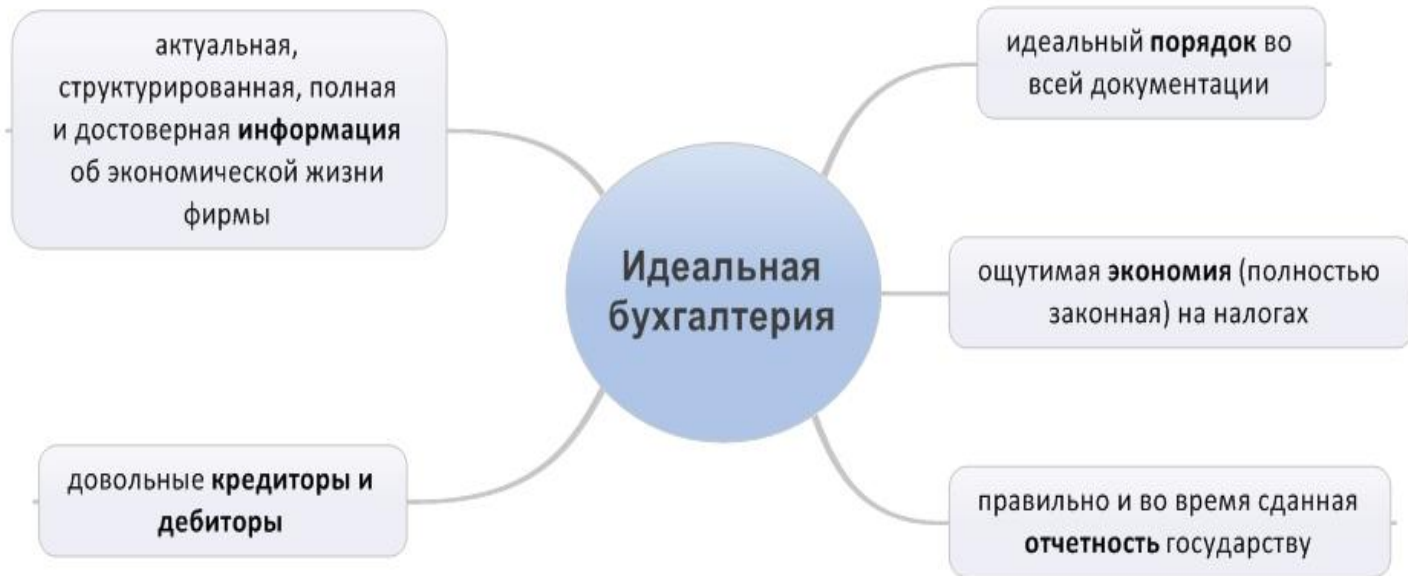 актуальная,
структурированная, полная
и достоверная информация
об экономической жизни
фирмы
довольные кредиторы и
дебиторы
Идеальная
бухгалтерия
идеальный порядок во
всей документации
ощутимая экономия (полностью
законная) на налогах
правильно и во время сданная
отчетность государству